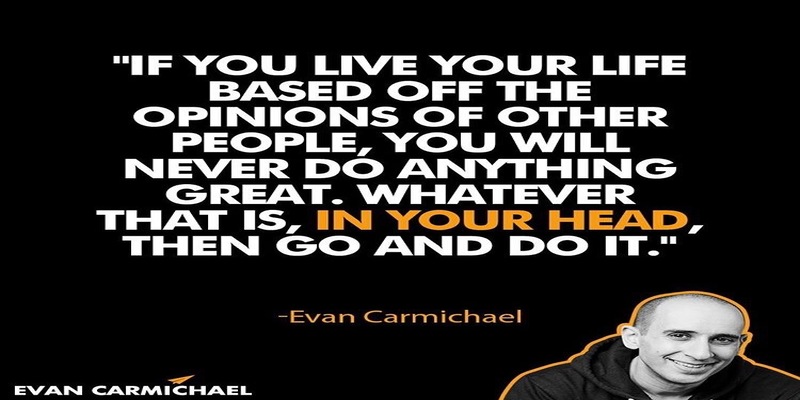 "IF YOU LIVE YOUR LIFE
BASED OFF THE
OPINIONS OF OTHER
PEOPLE, YOU WILL
NEVER DO ANYTHING
GREAT. WHATEVER
THAT IS, IN YOUR HEAD,
THEN GO AND DO IT."
-Evan Carmichael
EVAN CARMICHAEL